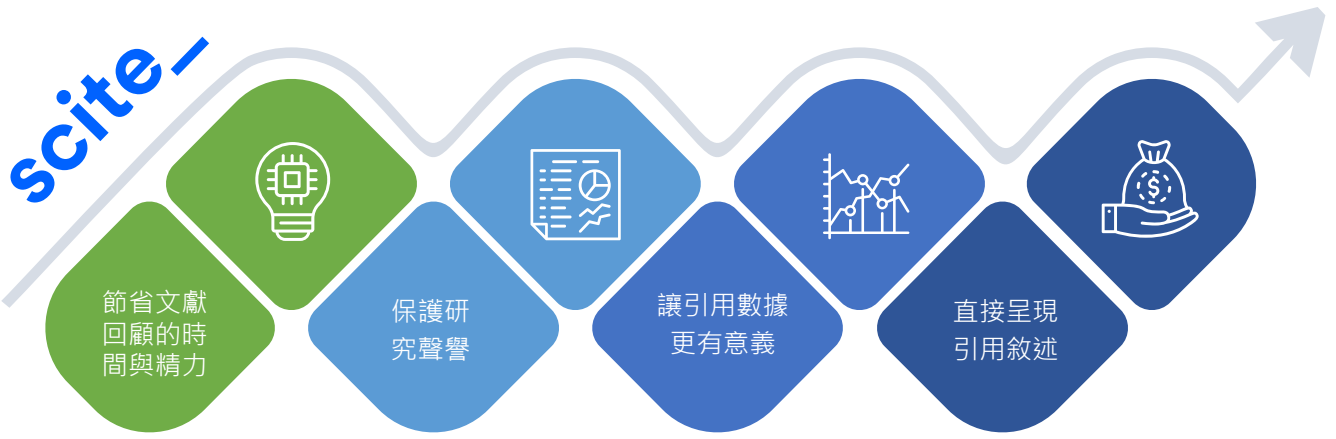 scite_
節省文獻
回顧的時
間與精力
保護研
究聲譽
讓引用數據
更有意義
直接呈現
引用敘述
$